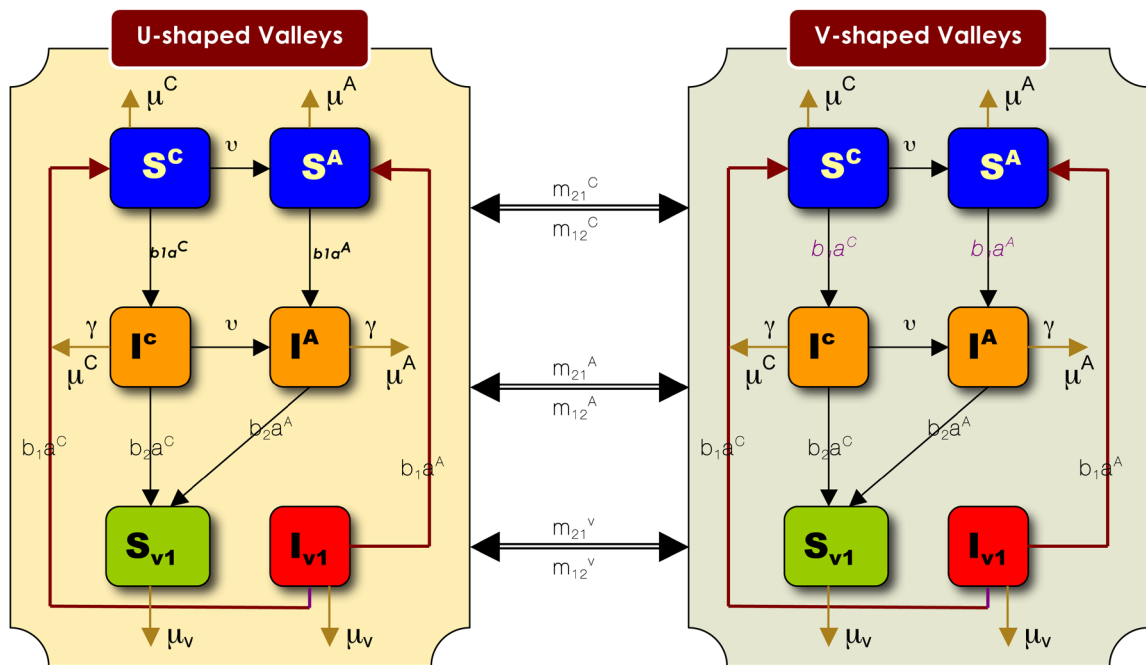 U-shaped Valleys
V-shaped Valleys
μC
μA
μC
μA
SC
υ
SA
SC
υ
SA
m21C
m12C
b1aC
b1aA
b1aC
b1aA
γ
Ic
υ
IA
γ
γ
Ic
υ
IA
γ
μC
μA
μC
μA
m21A
m12A
b1aC
b2aC
b2aA
b1aA
b1aC
b2aC
b2aA
b1aA
Sv1
Iv1
Sv1
Iv1
m21v
m12v
μv
μv
μv
μv